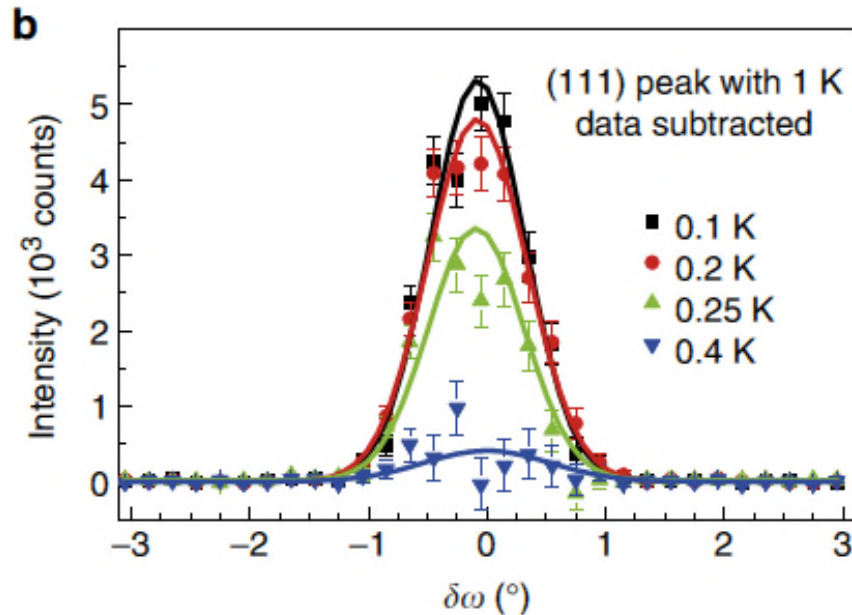 b
(111) peak with 1 K
data subtracted
0.1 K
0.2 K
0.25 K
0.4 K
Intensity (10³ counts)
5
4
3
2
1
0
−3 −2 −1 0 1 2 3
δω (°)